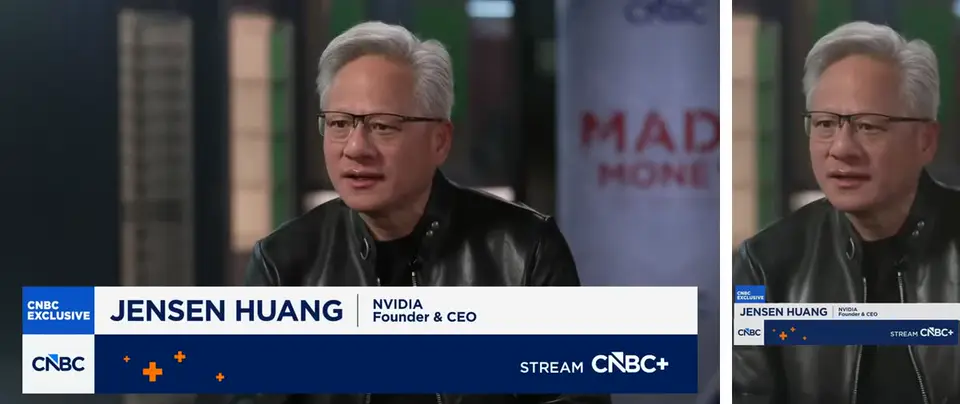 CNBC
MAD
MONEY
CNBC
EXCLUSIVE
JENSEN HUANG
NVIDIA
Founder & CEO
CNBC
STREAM CNBC+
CNBC
EXCLUSIVE
JENSEN HUANG
NVIDIA
Founder & CEO
CNBC
STREAM CNBC+